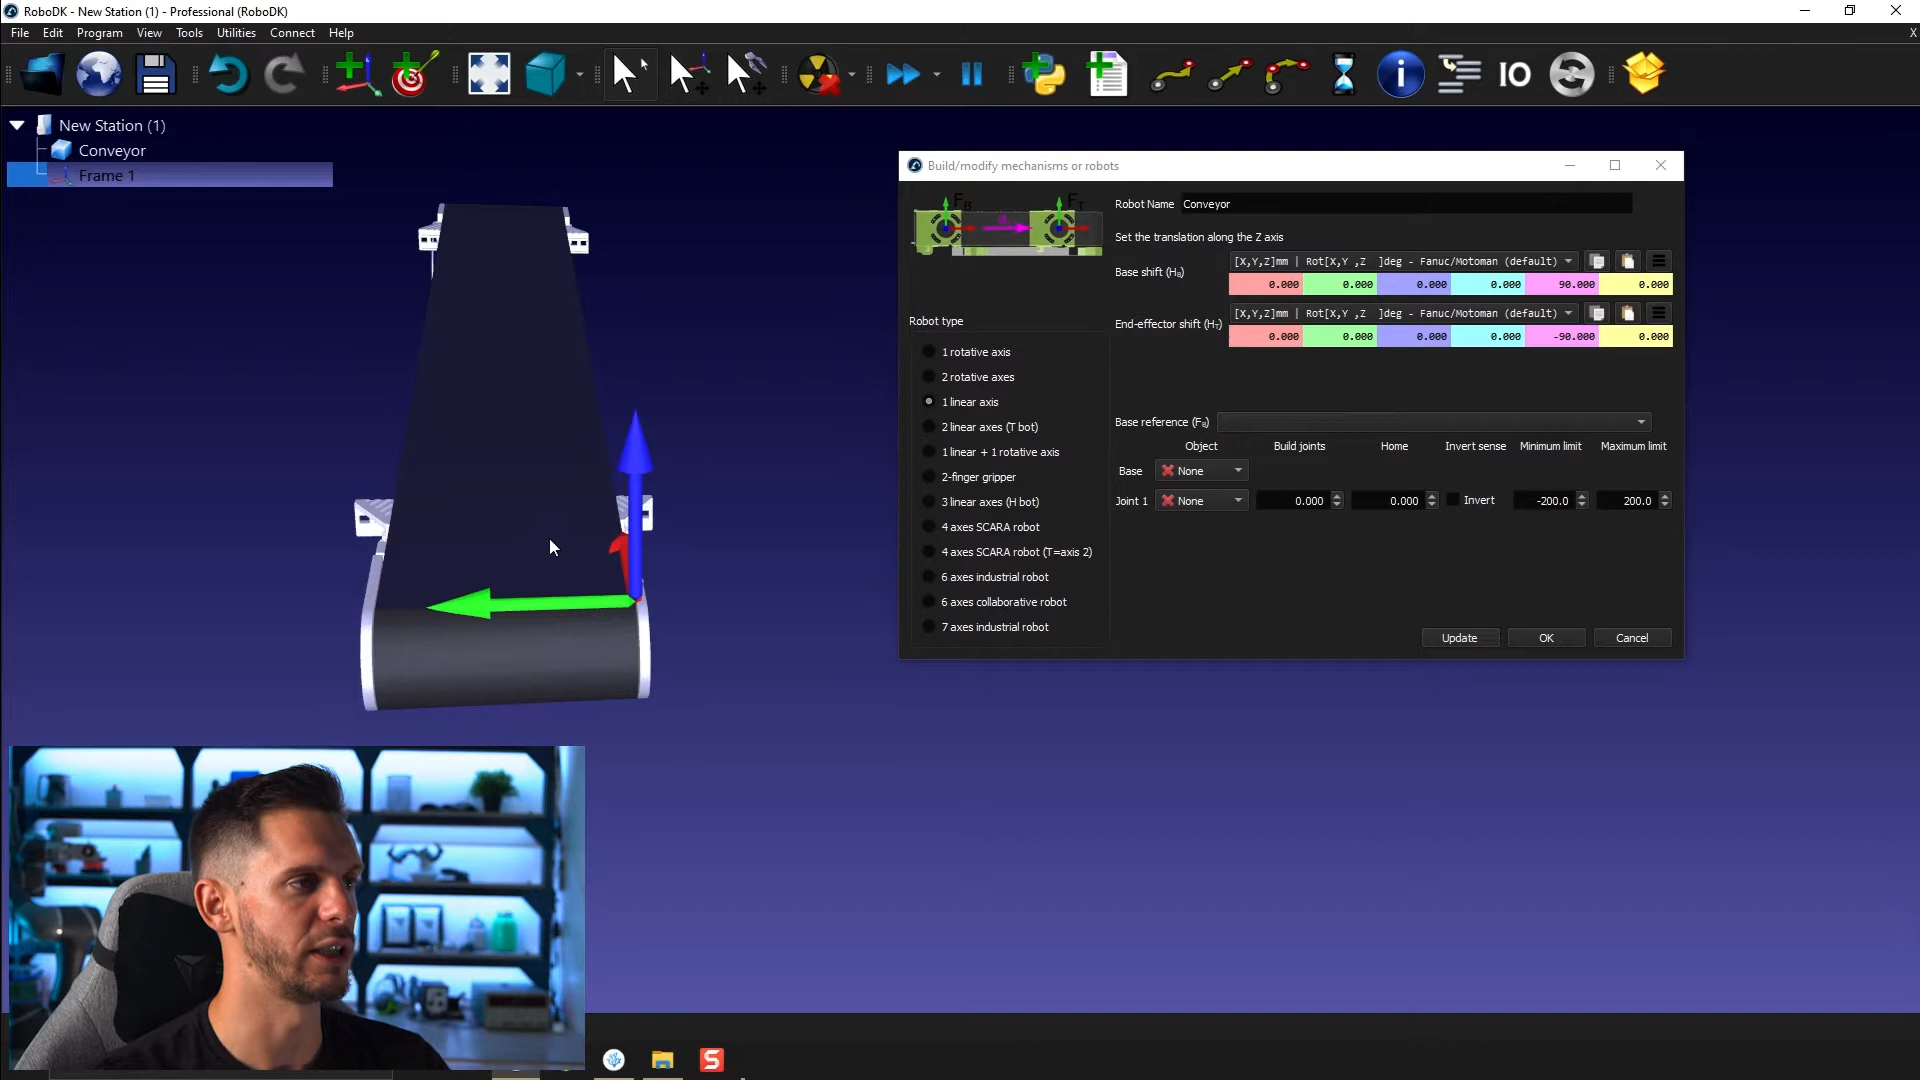 RoboDK - New Station (1) - Professional (RoboDK)
File Edit Program View Tools Utilities Connect Help
X
IO
New Station (1)
Conveyor
Frame 1
Build/modify mechanisms or robots
FB
FT
Robot Name Conveyor
Set the translation along the Z axis
Base shift (HB) [X,Y,Z]mm | Rot[X,Y ,Z ]deg - Fanuc/Motoman (default)
0.000 0.000 0.000 0.000 90.000 0.000
End-effector shift (HT) [X,Y,Z]mm | Rot[X,Y ,Z ]deg - Fanuc/Motoman (default)
0.000 0.000 0.000 0.000 -90.000 0.000
Robot type
1 rotative axis
2 rotative axes
1 linear axis
2 linear axes (T bot)
1 linear + 1 rotative axis
2-finger gripper
3 linear axes (H bot)
4 axes SCARA robot
4 axes SCARA robot (T=axis 2)
6 axes industrial robot
6 axes collaborative robot
7 axes industrial robot
Base reference (FB)
Object Build joints Home Invert sense Minimum limit Maximum limit
Base None
Joint 1 None 0.000 0.000 Invert -200.0 200.0
Update OK Cancel
S